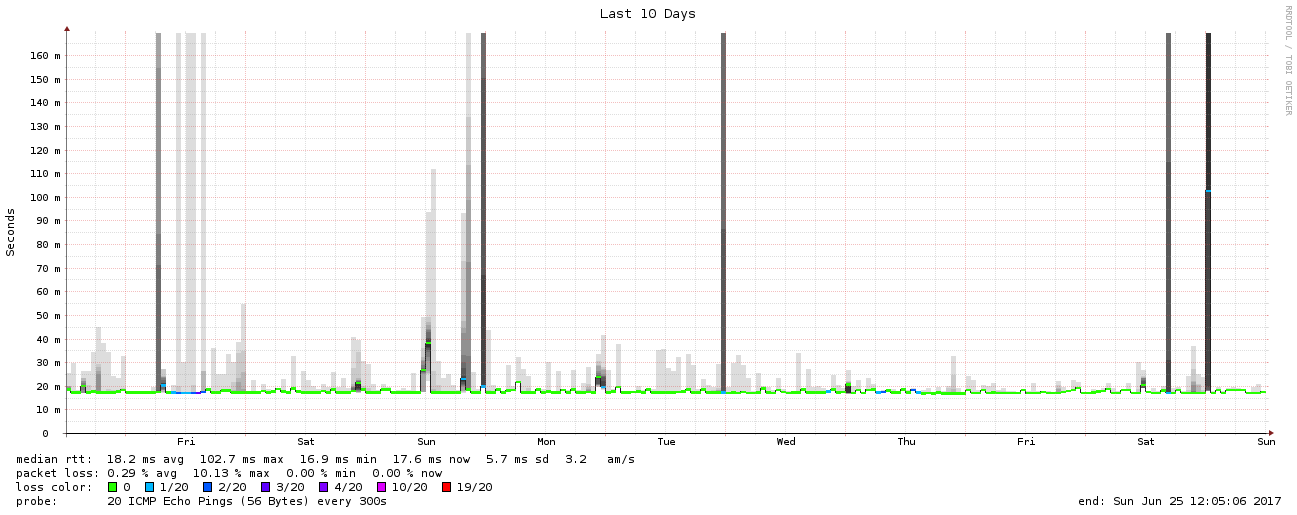 Last 10 Days
RRDTOOL / TOBI OETIKER
Seconds
160 m
150 m
140 m
130 m
120 m
110 m
100 m
90 m
80 m
70 m
60 m
50 m
40 m
30 m
20 m
10 m
0
Fri Sat Sun Mon Tue Wed Thu Fri Sat Sun
median rtt: 18.2 ms avg 102.7 ms max 16.9 ms min 17.6 ms now 5.7 ms sd 3.2 am/s
packet loss: 0.29 % avg 10.13 % max 0.00 % min 0.00 % now
loss color: 0 1/20 2/20 3/20 4/20 10/20 19/20
probe: 20 ICMP Echo Pings (56 Bytes) every 300s end: Sun Jun 25 12:05:06 2017